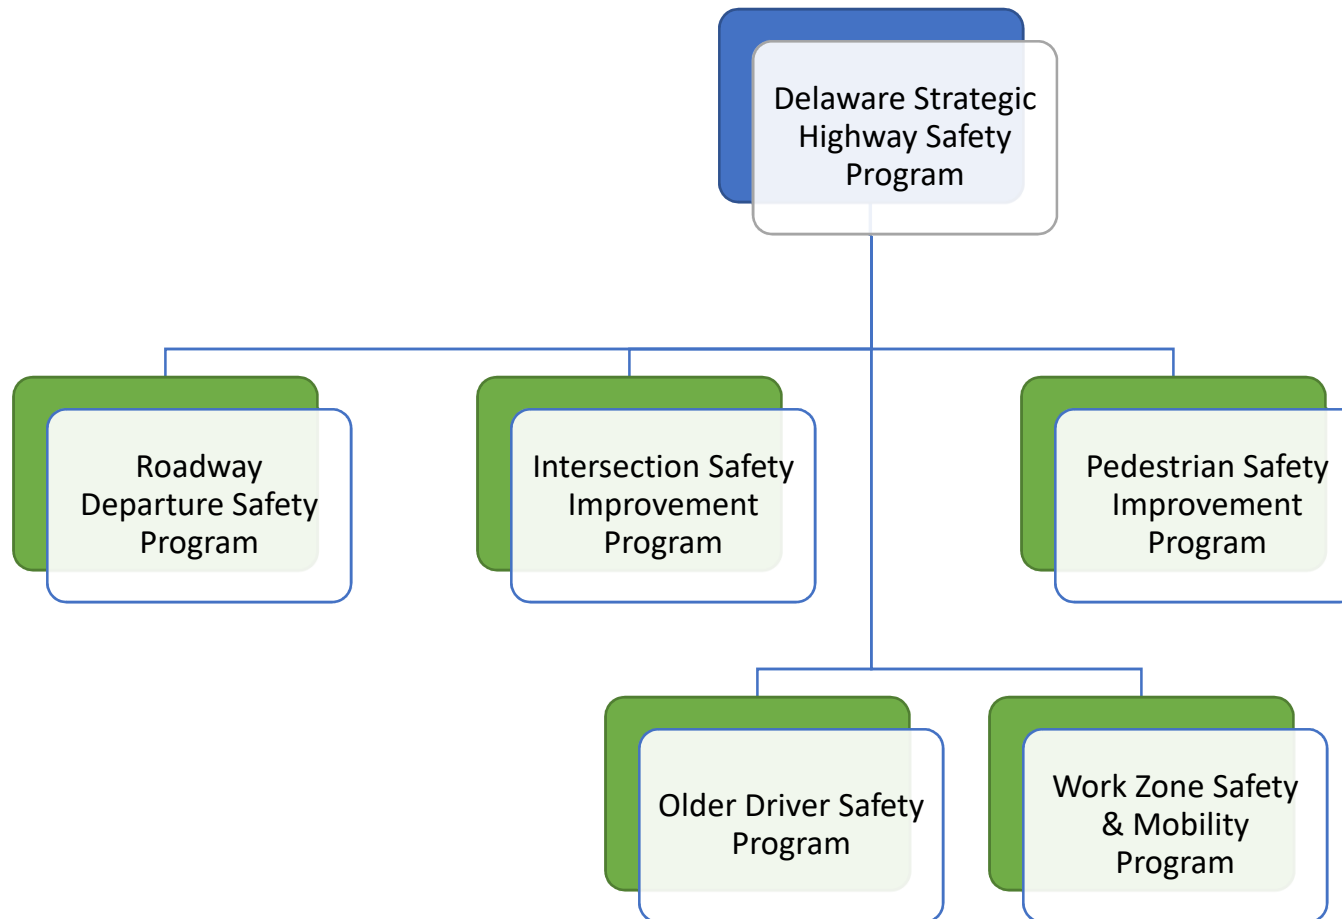 Delaware Strategic
Highway Safety
Program
Roadway
Departure Safety
Program
Intersection Safety
Improvement
Program
Pedestrian Safety
Improvement
Program
Older Driver Safety
Program
Work Zone Safety
& Mobility
Program